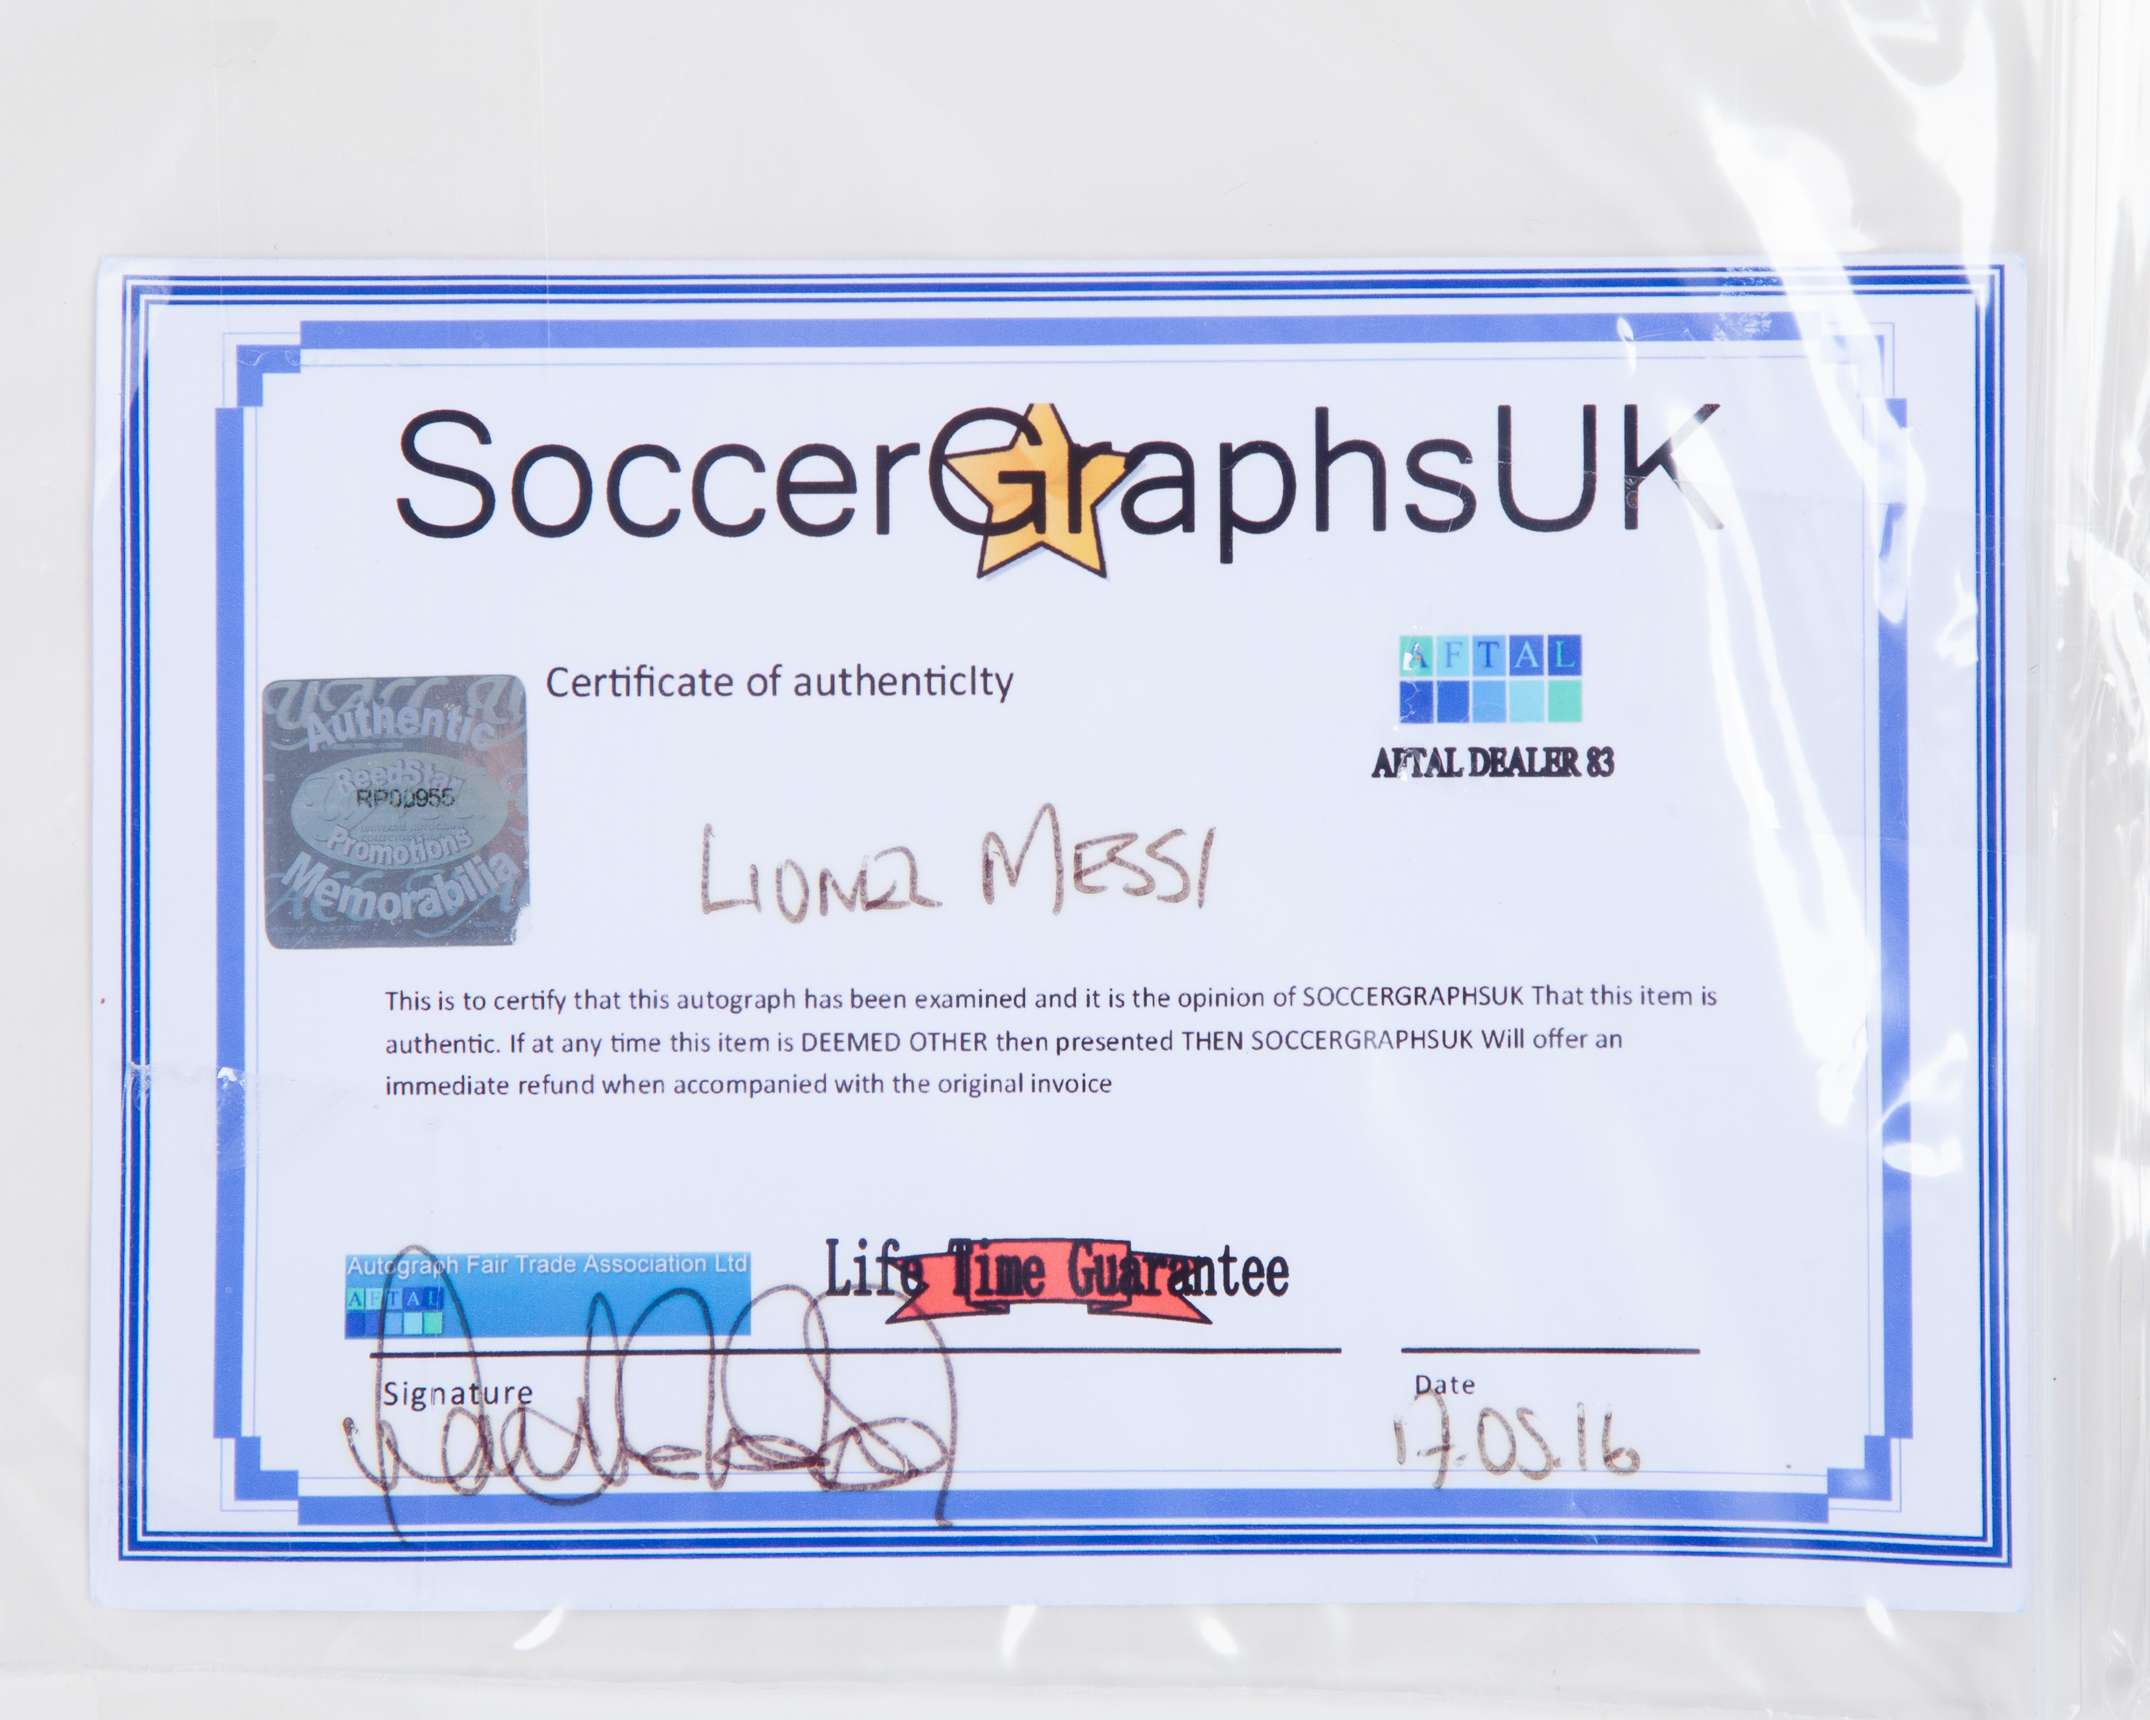 SoccerGraphsUK
Certificate of authenticIty
AFTAL
AFTAL DEALER 83
Authentic
ReedStar
RP00955
Promotions
Memorabilia
LIONEL MESSI
This is to certify that this autograph has been examined and it is the opinion of SOCCERGRAPHSUK That this item is
authentic. If at any time this item is DEEMED OTHER then presented THEN SOCCERGRAPHSUK Will offer an
immediate refund when accompanied with the original invoice
Autograph Fair Trade Association Ltd
AFTAL
Life Time Guarantee
Signature
Date
17.05.16